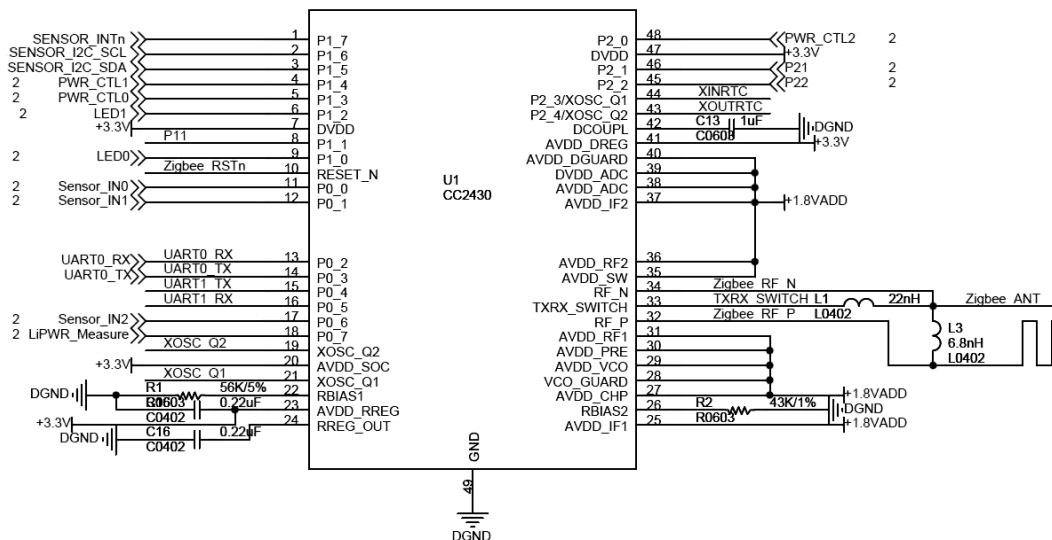 SENSOR_INTn 1 P1_7
SENSOR_I2C_SCL 2 P1_6
SENSOR_I2C_SDA 3 P1_5
2 PWR_CTL1 4 P1_4
2 PWR_CTL0 5 P1_3
2 LED1 6 P1_2
+3.3V 7 DVDD
P11 8 P1_1
2 LED0 9 P1_0
Zigbee_RSTn 10 RESET_N
2 Sensor_IN0 11 P0_0
2 Sensor_IN1 12 P0_1
UART0_RX UART0_RX 13 P0_2
UART0_TX UART0_TX 14 P0_3
UART1_TX 15 P0_4
UART1_RX 16 P0_5
2 Sensor_IN2 17 P0_6
2 LiPWR_Measure 18 P0_7
XOSC_Q2 19 XOSC_Q2
+3.3V 20 AVDD_SOC
XOSC_Q1 21 XOSC_Q1
DGND R1 56K/5% 22 RBIAS1
0.22uF 23 AVDD_RREG
C0402
+3.3V 24 RREG_OUT
DGND C16 0.22uF
C0402
U1
CC2430
GND
49
DGND
P2_0 48 PWR_CTL2 2
DVDD 47 +3.3V
P2_1 46 P21 2
P2_2 45 P22 2
P2_3/XOSC_Q1 44 XINRTC
P2_4/XOSC_Q2 43 XOUTRTC
DCOUPL 42 C13 1uF DGND
C0603
AVDD_DREG 41 +3.3V
AVDD_DGUARD 40
DVDD_ADC 39
AVDD_ADC 38
AVDD_IF2 37 +1.8VADD
AVDD_RF2 36
AVDD_SW 35
RF_N 34 Zigbee_RF_N
TXRX_SWITCH 33 TXRX_SWITCH L1 22nH Zigbee_ANT
RF_P 32 Zigbee_RF_P L0402
L3
6.8nH
L0402
AVDD_RF1 31
AVDD_PRE 30
AVDD_VCO 29
VCO_GUARD 28
AVDD_CHP 27 +1.8VADD
RBIAS2 26 R2 43K/1% DGND
R0603
AVDD_IF1 25 +1.8VADD